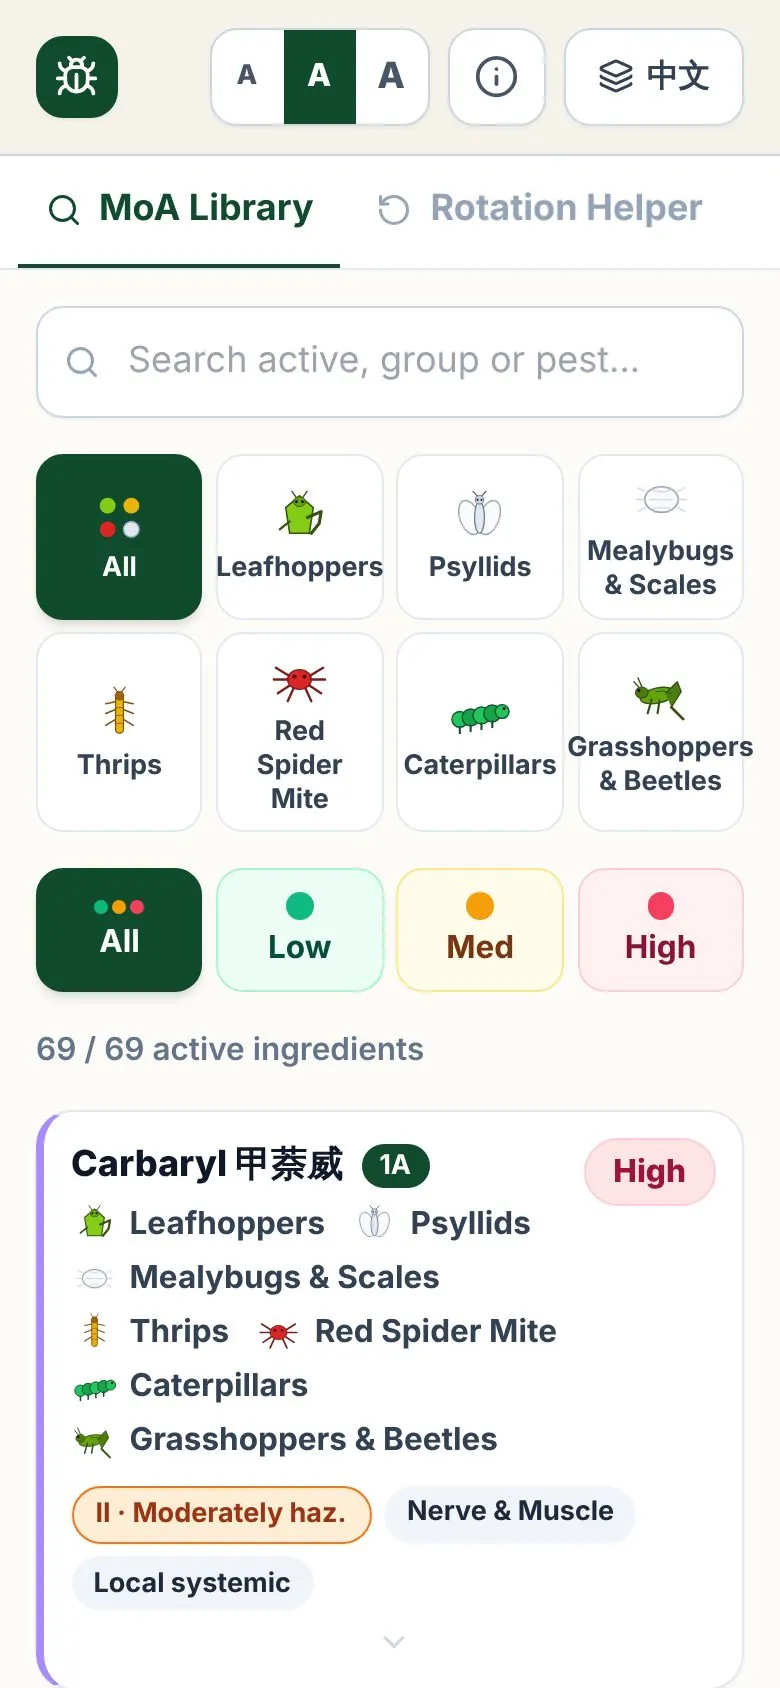 A A A 中文
MoA Library Rotation Helper
Search active, group or pest...
All Leafhoppers Psyllids Mealybugs
& Scales
Thrips Red
Spider
Mite Caterpillars Grasshoppers
& Beetles
All Low Med High
69 / 69 active ingredients
Carbaryl 甲萘威 1A High
Leafhoppers Psyllids
Mealybugs & Scales
Thrips Red Spider Mite
Caterpillars
Grasshoppers & Beetles
II · Moderately haz. Nerve & Muscle
Local systemic